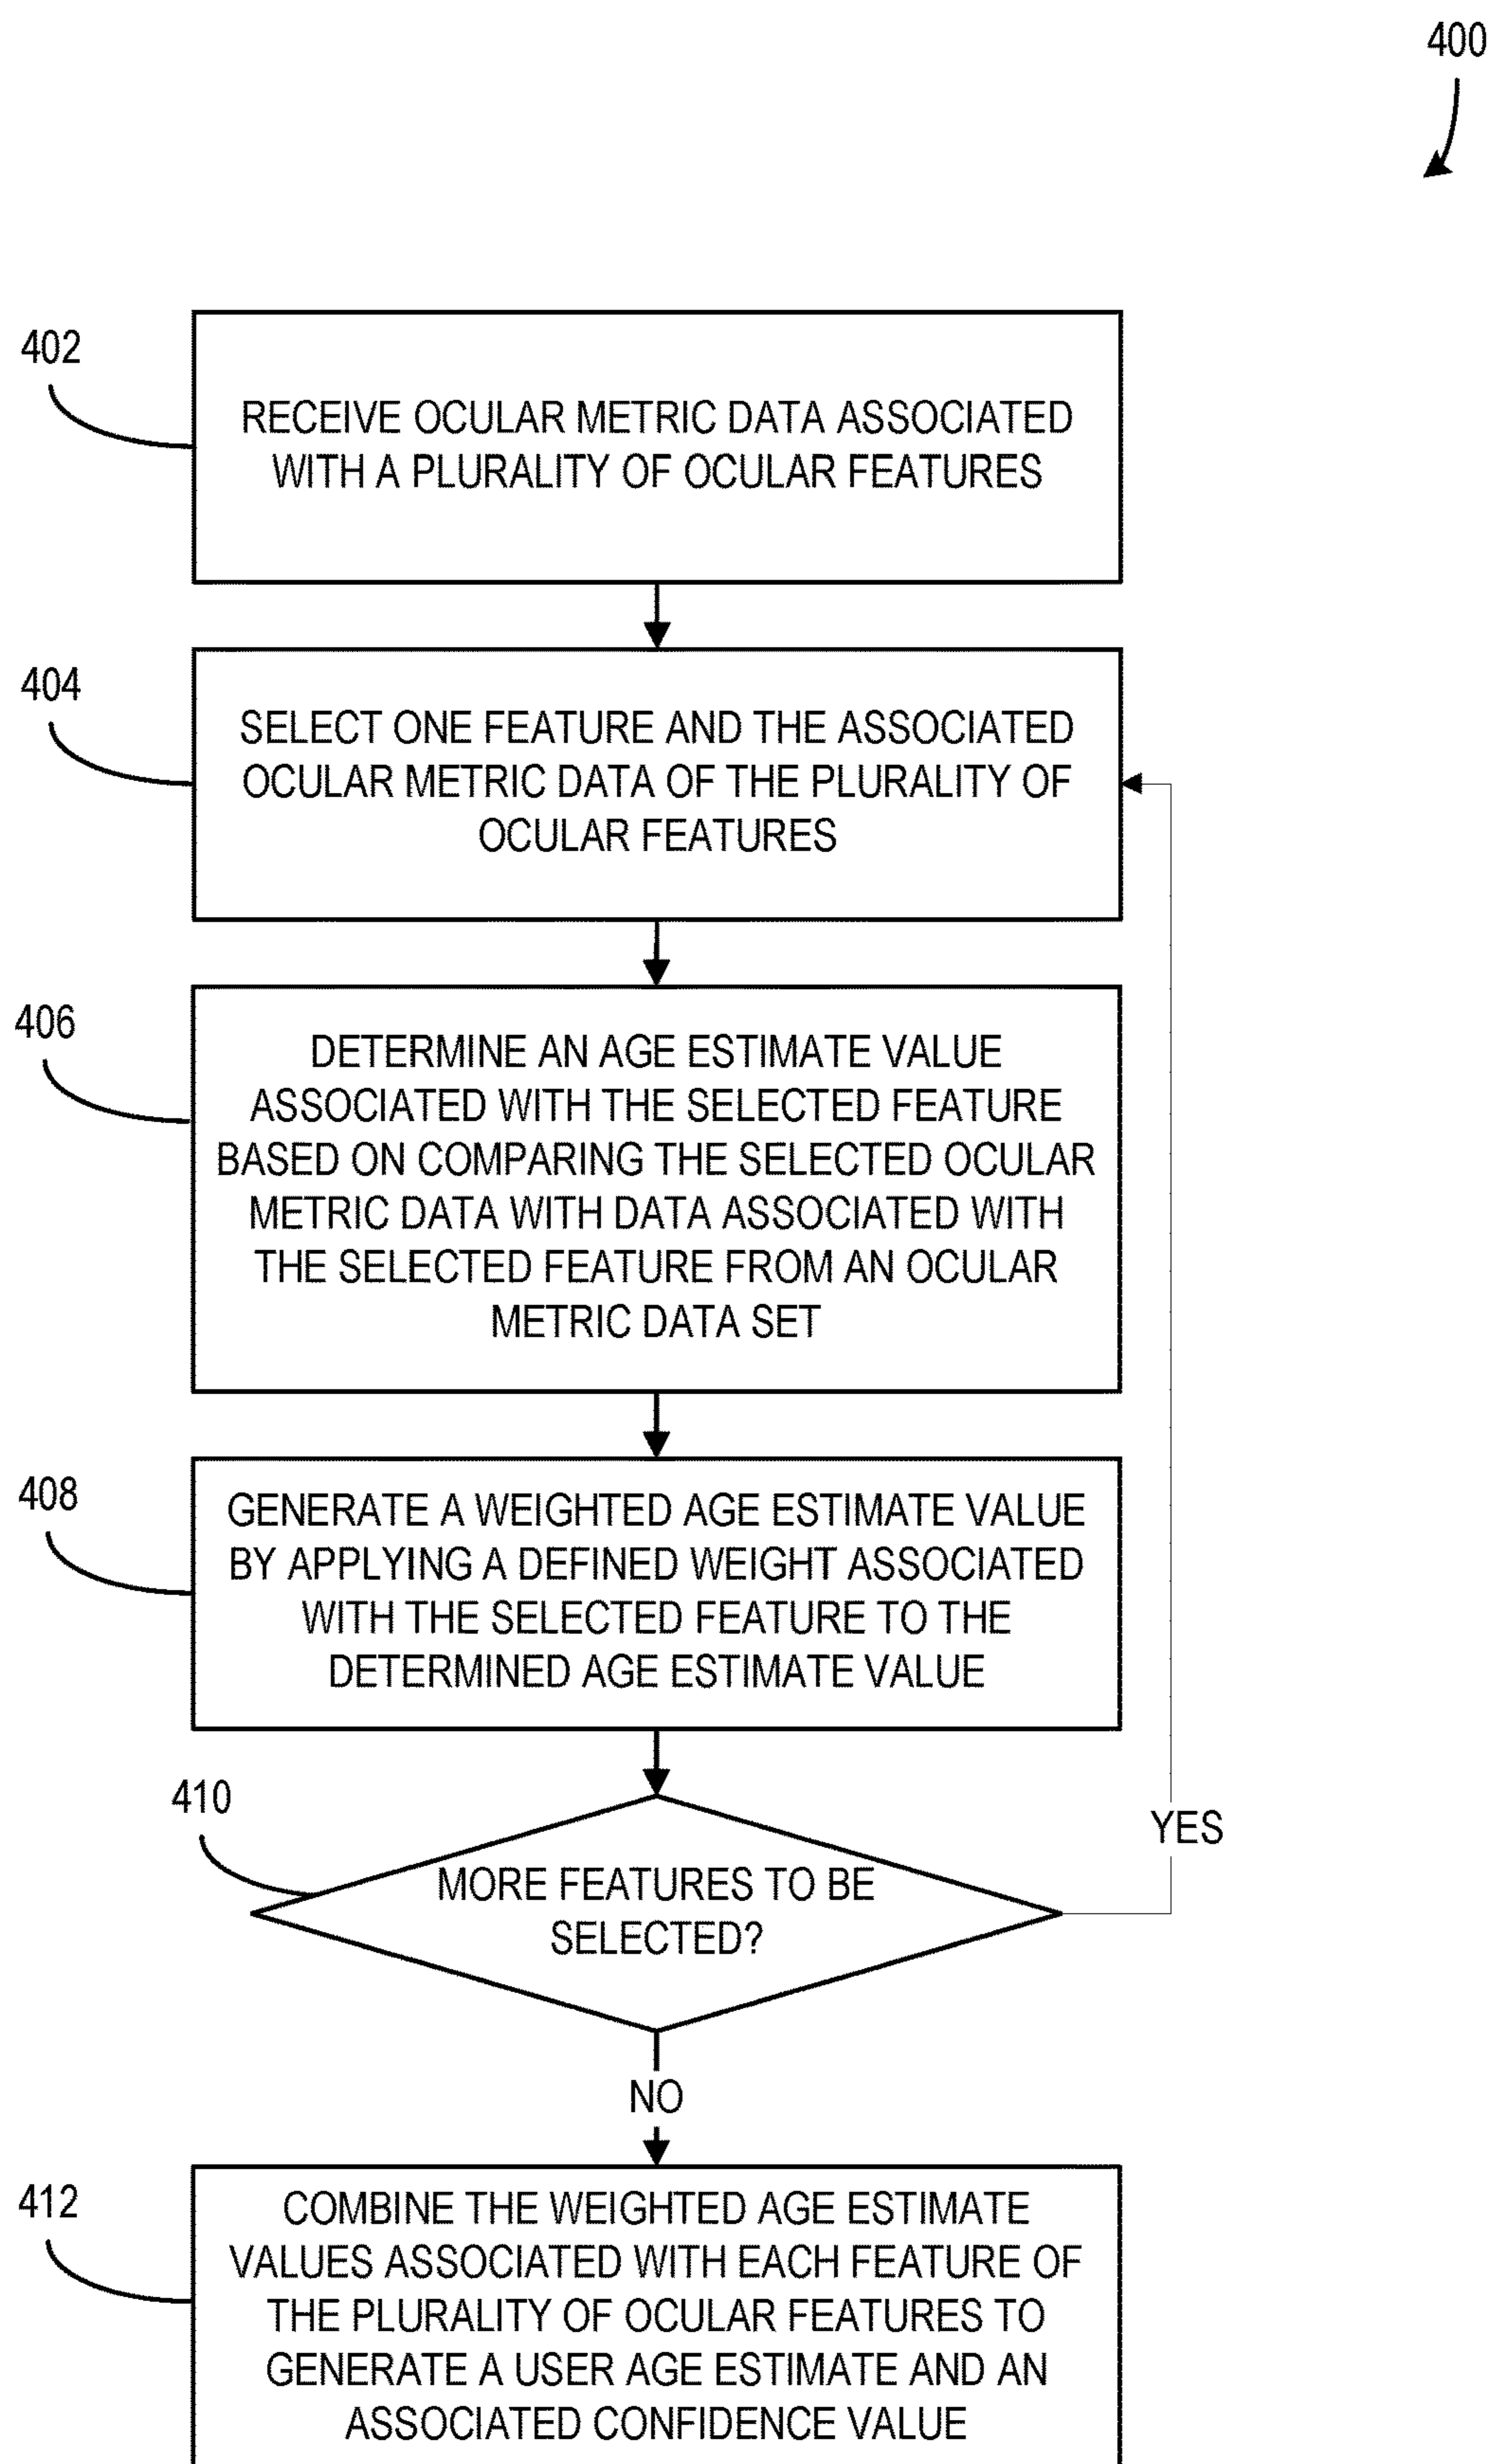 400
402
RECEIVE OCULAR METRIC DATA ASSOCIATED
WITH A PLURALITY OF OCULAR FEATURES
404
SELECT ONE FEATURE AND THE ASSOCIATED
OCULAR METRIC DATA OF THE PLURALITY OF
OCULAR FEATURES
406
DETERMINE AN AGE ESTIMATE VALUE
ASSOCIATED WITH THE SELECTED FEATURE
BASED ON COMPARING THE SELECTED OCULAR
METRIC DATA WITH DATA ASSOCIATED WITH
THE SELECTED FEATURE FROM AN OCULAR
METRIC DATA SET
408
GENERATE A WEIGHTED AGE ESTIMATE VALUE
BY APPLYING A DEFINED WEIGHT ASSOCIATED
WITH THE SELECTED FEATURE TO THE
DETERMINED AGE ESTIMATE VALUE
410
MORE FEATURES TO BE
SELECTED?
YES
NO
412
COMBINE THE WEIGHTED AGE ESTIMATE
VALUES ASSOCIATED WITH EACH FEATURE OF
THE PLURALITY OF OCULAR FEATURES TO
GENERATE A USER AGE ESTIMATE AND AN
ASSOCIATED CONFIDENCE VALUE